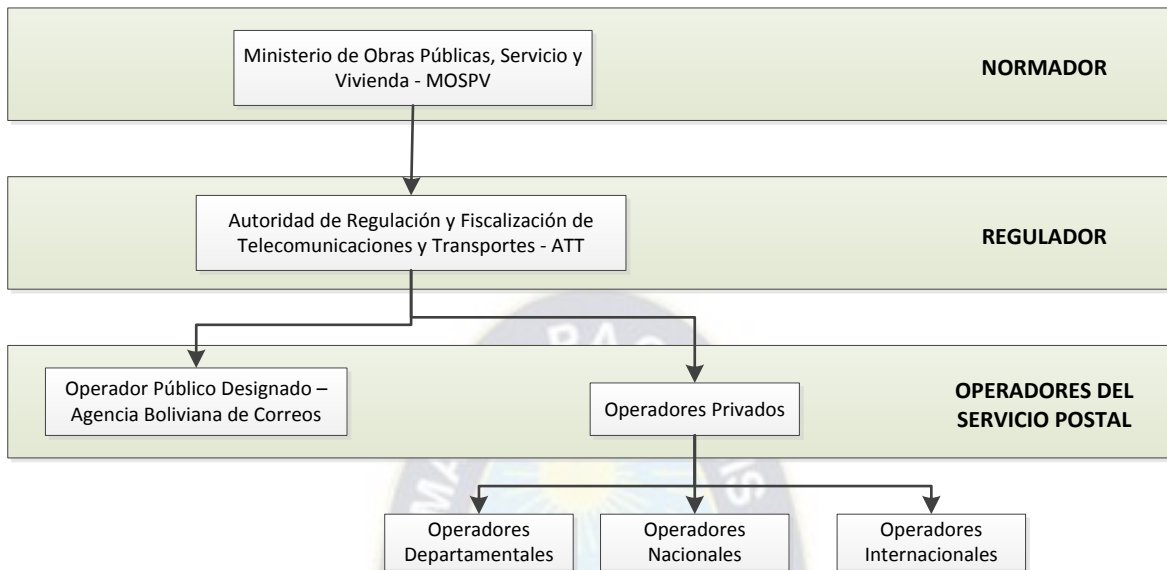 Ministerio de Obras Públicas, Servicio y
Vivienda - MOSPV
NORMADOR
Autoridad de Regulación y Fiscalización de
Telecomunicaciones y Transportes - ATT
REGULADOR
Operador Público Designado –
Agencia Boliviana de Correos
Operadores Privados
OPERADORES DEL
SERVICIO POSTAL
Operadores
Departamentales
Operadores
Nacionales
Operadores
Internacionales